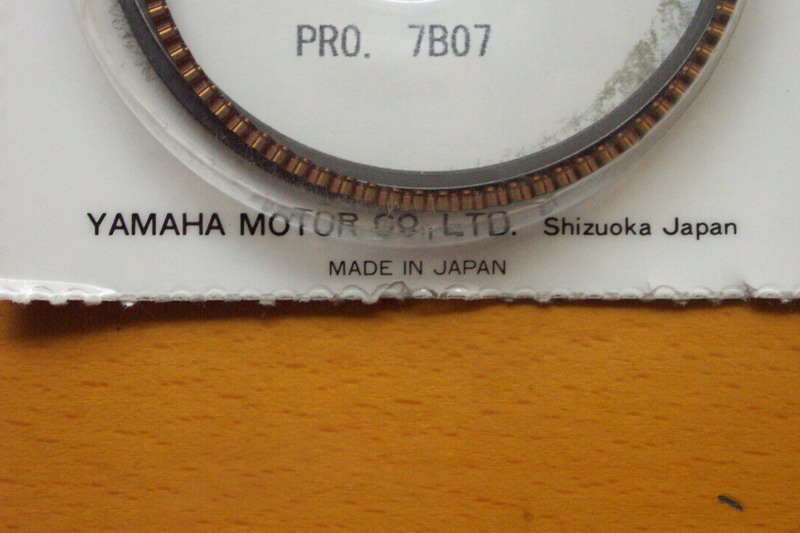 PRO. 7B07
YAMAHA MOTOR CO., LTD. Shizuoka Japan
MADE IN JAPAN